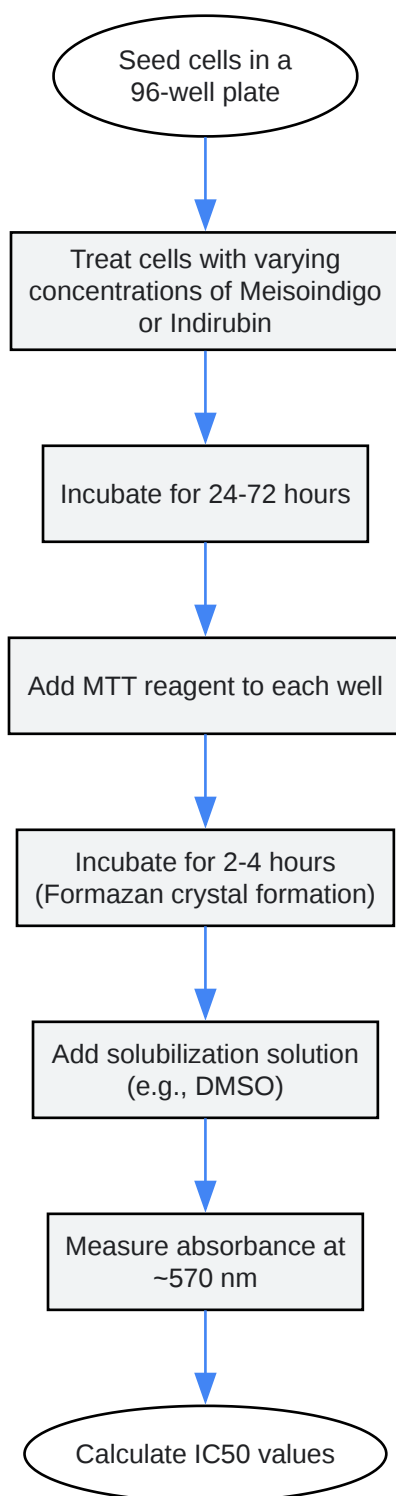 Seed cells in a
96-well plate
Treat cells with varying
concentrations of Meisoindigo
or Indirubin
Incubate for 24-72 hours
Add MTT reagent to each well
Incubate for 2-4 hours
(Formazan crystal formation)
Add solubilization solution
(e.g., DMSO)
Measure absorbance at
~570 nm
Calculate IC50 values